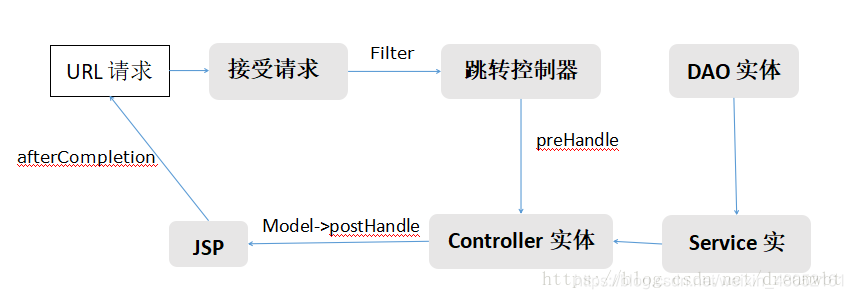 URL 请求
接受请求
Filter
跳转控制器
DAO 实体
preHandle
afterCompletion
JSP
Model->postHandle
Controller 实体
Service 实
https://blog.csdn.net/dreamwbt